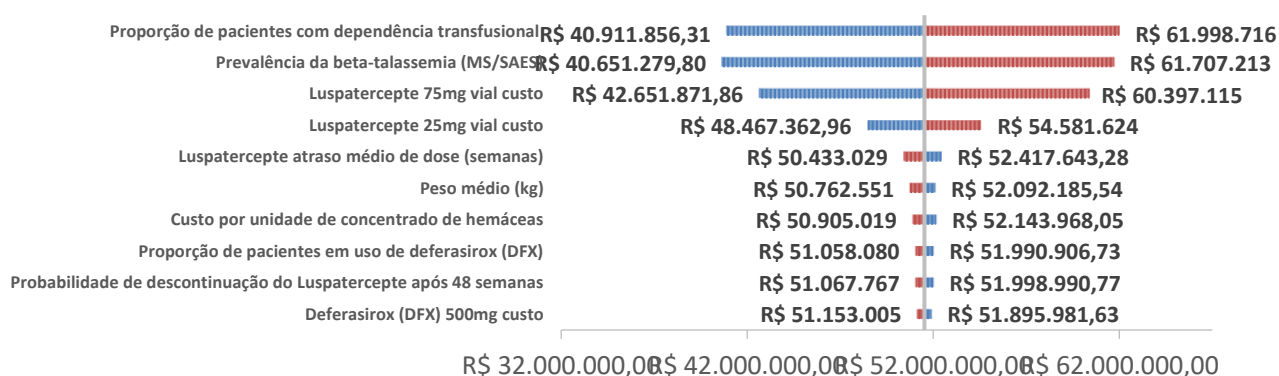 Proporção de pacientes com dependência transfusional R$ 40.911.856,31 R$ 61.998.716
Prevalência da beta-talassemia (MS/SAES) R$ 40.651.279,80 R$ 61.707.213
Luspatercepte 75mg vial custo R$ 42.651.871,86 R$ 60.397.115
Luspatercepte 25mg vial custo R$ 48.467.362,96 R$ 54.581.624
Luspatercepte atraso médio de dose (semanas) R$ 50.433.029 R$ 52.417.643,28
Peso médio (kg) R$ 50.762.551 R$ 52.092.185,54
Custo por unidade de concentrado de hemáceas R$ 50.905.019 R$ 52.143.968,05
Proporção de pacientes em uso de deferasirox (DFX) R$ 51.058.080 R$ 51.990.906,73
Probabilidade de descontinuação do Luspatercepte após 48 semanas R$ 51.067.767 R$ 51.998.990,77
Deferasirox (DFX) 500mg custo R$ 51.153.005 R$ 51.895.981,63
R$ 32.000.000,00 R$ 42.000.000,00 R$ 52.000.000,00 R$ 62.000.000,00